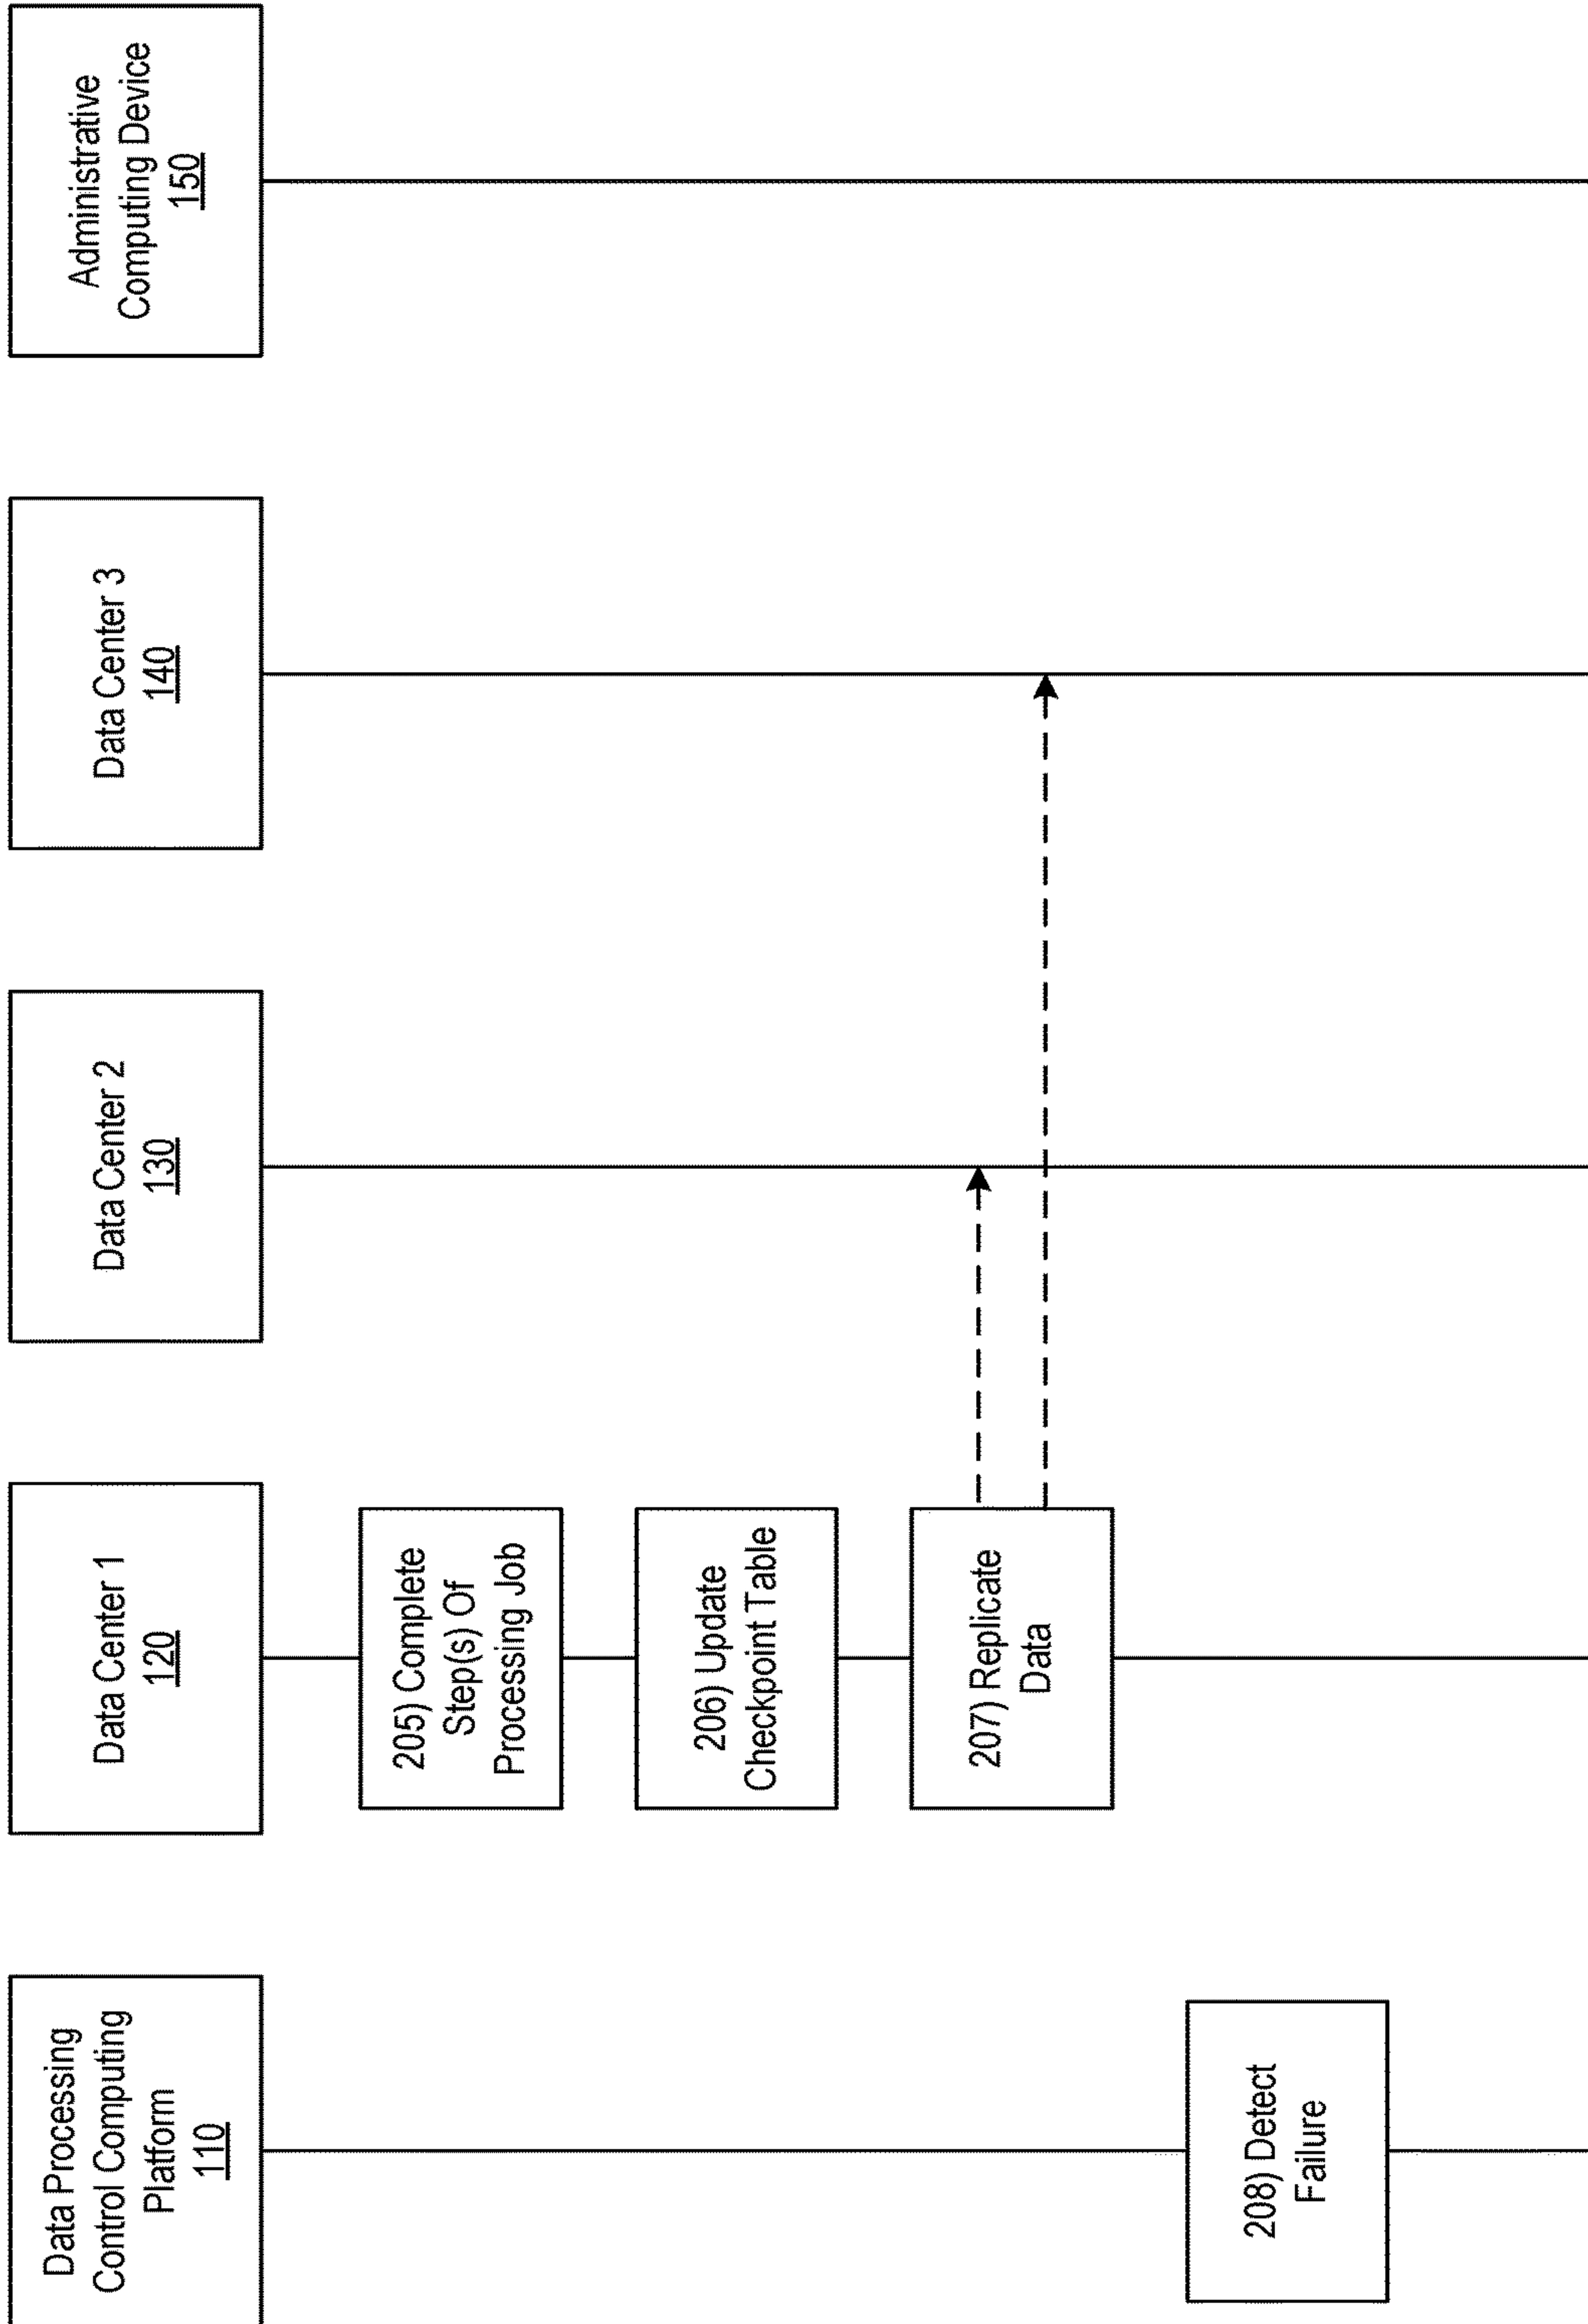 Data Processing
Control Computing
Platform
110
Data Center 1
120
Data Center 2
130
Data Center 3
140
Administrative
Computing Device
150
205) Complete
Step(s) Of
Processing Job
206) Update
Checkpoint Table
207) Replicate
Data
208) Detect
Failure